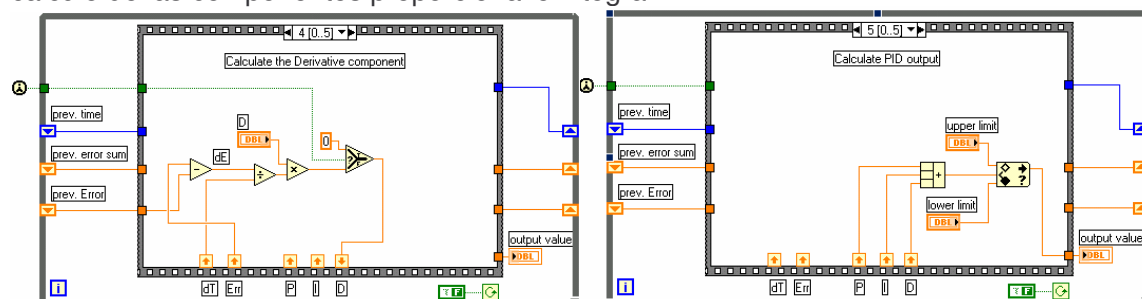 4 [0..5]
Calculate the Derivative component
prev. time
prev. error sum
prev. Error
D
DBL
dE
0
?
output value
DBL
i
dT Err P I D
F
5 [0..5]
Calculate PID output
prev. time
prev. error sum
prev. Error
upper limit
DBL
lower limit
DBL
?
output value
DBL
i
dT Err P I D
F